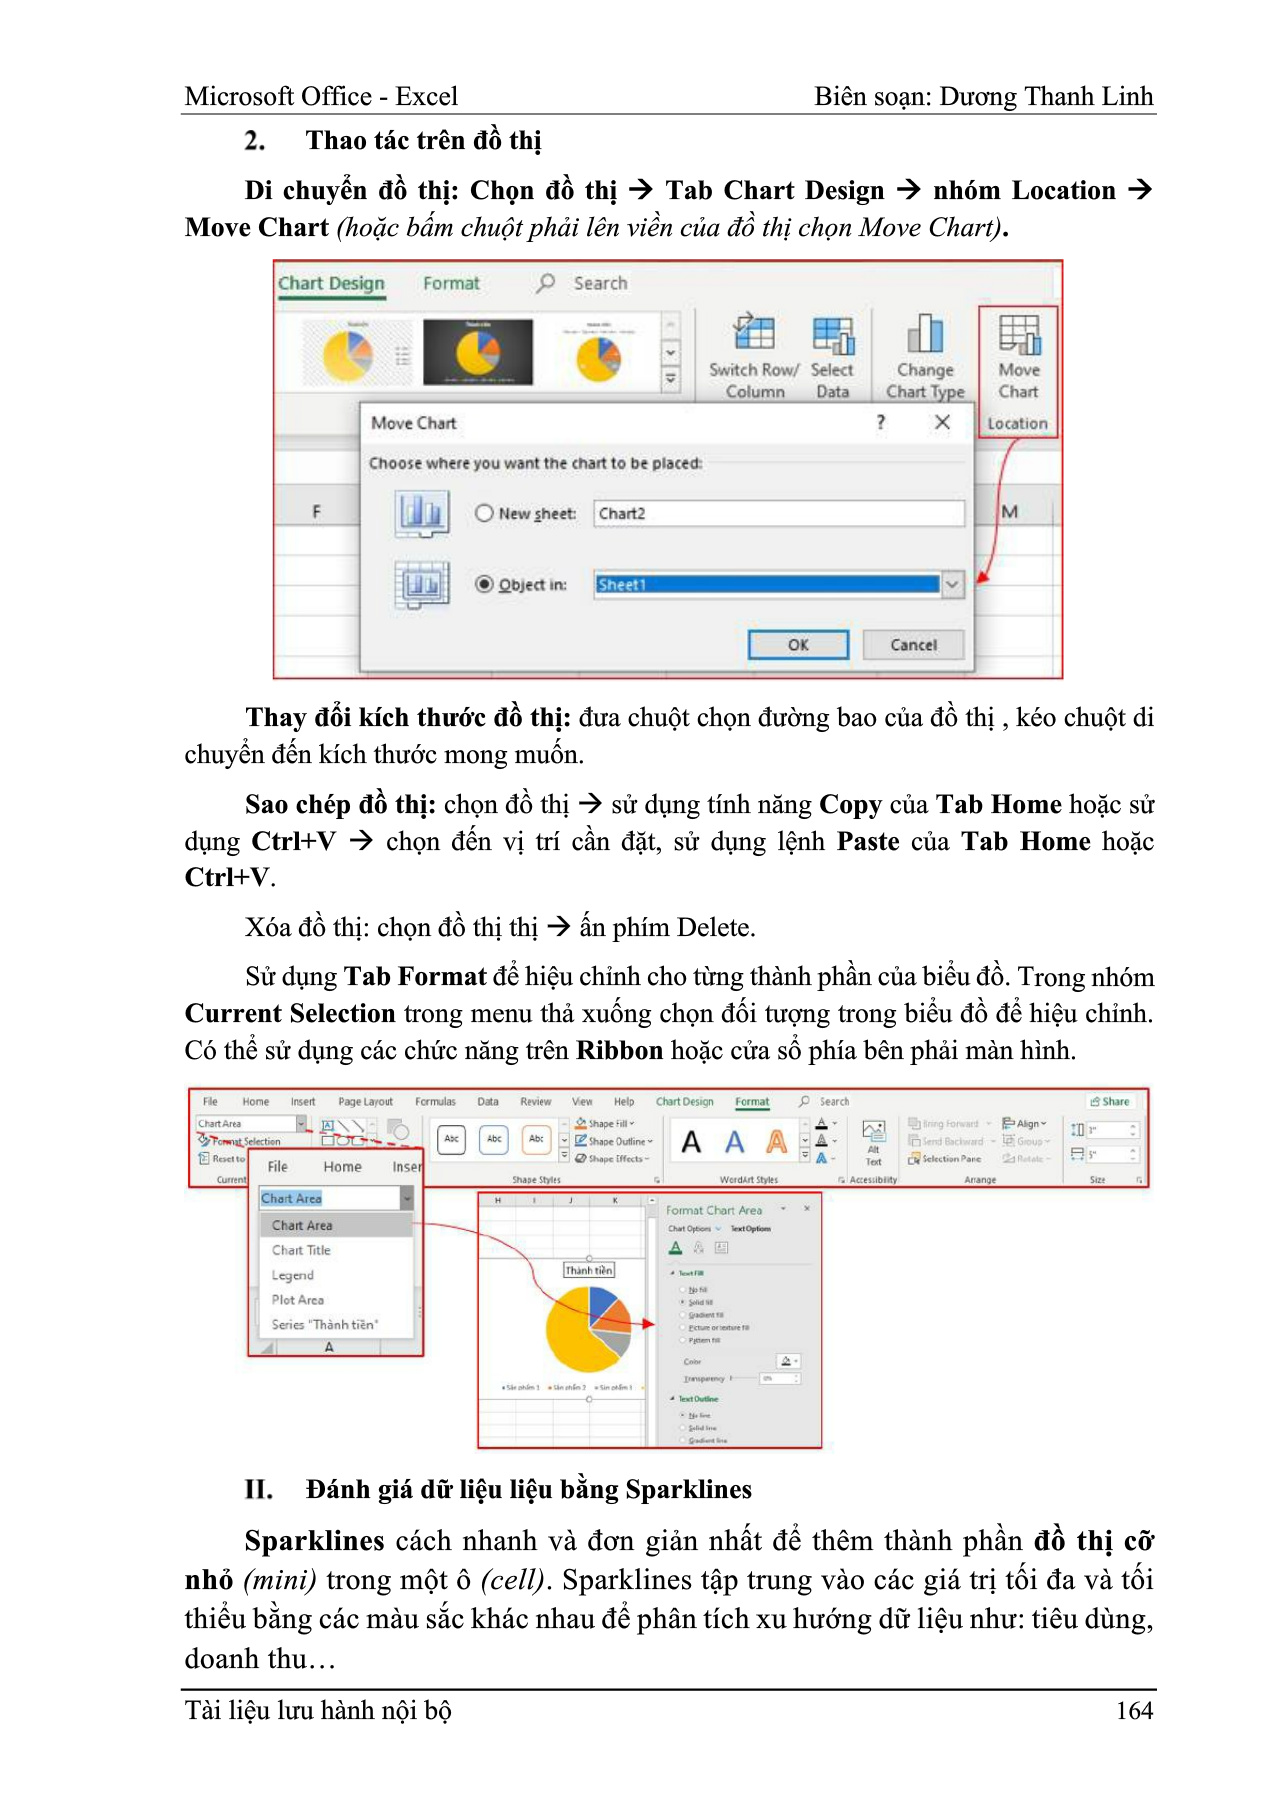 Microsoft Office - Excel Biên soạn: Dương Thanh Linh
2. Thao tác trên đồ thị
Di chuyển đồ thị: Chọn đồ thị → Tab Chart Design → nhóm Location →
Move Chart (hoặc bấm chuột phải lên viền của đồ thị chọn Move Chart).
Chart Design Format Search
Switch Row/ Select Change Move
Column Data Chart Type Chart
Location
Move Chart ? X
Choose where you want the chart to be placed:
F M
New sheet: Chart2
Object in: Sheet1
OK Cancel
Thay đổi kích thước đồ thị: đưa chuột chọn đường bao của đồ thị , kéo chuột di
chuyển đến kích thước mong muốn.
Sao chép đồ thị: chọn đồ thị → sử dụng tính năng Copy của Tab Home hoặc sử
dụng Ctrl+V → chọn đến vị trí cần đặt, sử dụng lệnh Paste của Tab Home hoặc
Ctrl+V.
Xóa đồ thị: chọn đồ thị thị → ấn phím Delete.
Sử dụng Tab Format để hiệu chỉnh cho từng thành phần của biểu đồ. Trong nhóm
Current Selection trong menu thả xuống chọn đối tượng trong biểu đồ để hiệu chỉnh.
Có thể sử dụng các chức năng trên Ribbon hoặc cửa sổ phía bên phải màn hình.
File Home Insert Page Layout Formulas Data Review View Help Chart Design Format Search Share
Chart Area Shape Fill Bring Forward Align 3"
Format Selection Abc Abc Abc Shape Outline A A A Alt Send Backward Group
Reset to Shape Effects Text Selection Pane Rotate 5"
Current Shape Styles WordArt Styles Accessibility Arrange Size
File Home Inser
Chart Area
Chart Area
Chart Title
Legend
Plot Area
Series "Thành tiền"
A
H I J K
Thành tiền
Sản phẩm 1 Sản phẩm 2
Format Chart Area
Chart Options Text Options
Text Fill
No fill
Solid fill
Gradient fill
Picture or texture fill
Pattern fill
Color
Transparency 0%
Text Outline
No line
Solid line
Gradient line
II. Đánh giá dữ liệu liệu bằng Sparklines
Sparklines cách nhanh và đơn giản nhất để thêm thành phần đồ thị cỡ
nhỏ (mini) trong một ô (cell). Sparklines tập trung vào các giá trị tối đa và tối
thiểu bằng các màu sắc khác nhau để phân tích xu hướng dữ liệu như: tiêu dùng,
doanh thu…
Tài liệu lưu hành nội bộ 164